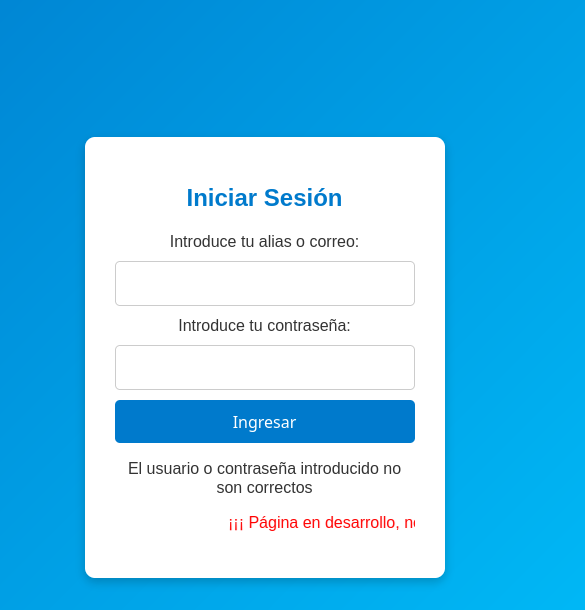 Iniciar Sesión
Introduce tu alias o correo:
Introduce tu contraseña:
Ingresar
El usuario o contraseña introducido no
son correctos
¡¡¡ Página en desarrollo,